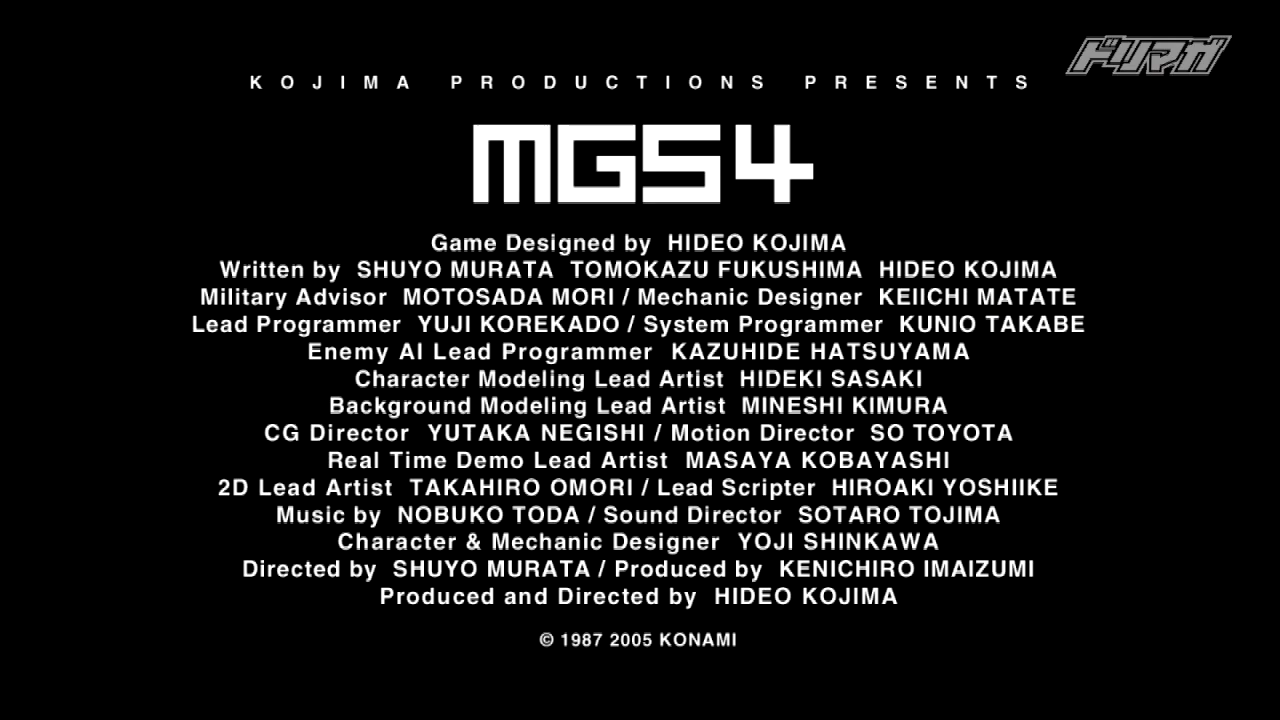 ドリマガ
KOJIMA PRODUCTIONS PRESENTS
MGS4
Game Designed by HIDEO KOJIMA
Written by SHUYO MURATA TOMOKAZU FUKUSHIMA HIDEO KOJIMA
Military Advisor MOTOSADA MORI / Mechanic Designer KEIICHI MATATE
Lead Programmer YUJI KOREKADO / System Programmer KUNIO TAKABE
Enemy AI Lead Programmer KAZUHIDE HATSUYAMA
Character Modeling Lead Artist HIDEKI SASAKI
Background Modeling Lead Artist MINESHI KIMURA
CG Director YUTAKA NEGISHI / Motion Director SO TOYOTA
Real Time Demo Lead Artist MASAYA KOBAYASHI
2D Lead Artist TAKAHIRO OMORI / Lead Scripter HIROAKI YOSHIIKE
Music by NOBUKO TODA / Sound Director SOTARO TOJIMA
Character & Mechanic Designer YOJI SHINKAWA
Directed by SHUYO MURATA / Produced by KENICHIRO IMAIZUMI
Produced and Directed by HIDEO KOJIMA
© 1987 2005 KONAMI